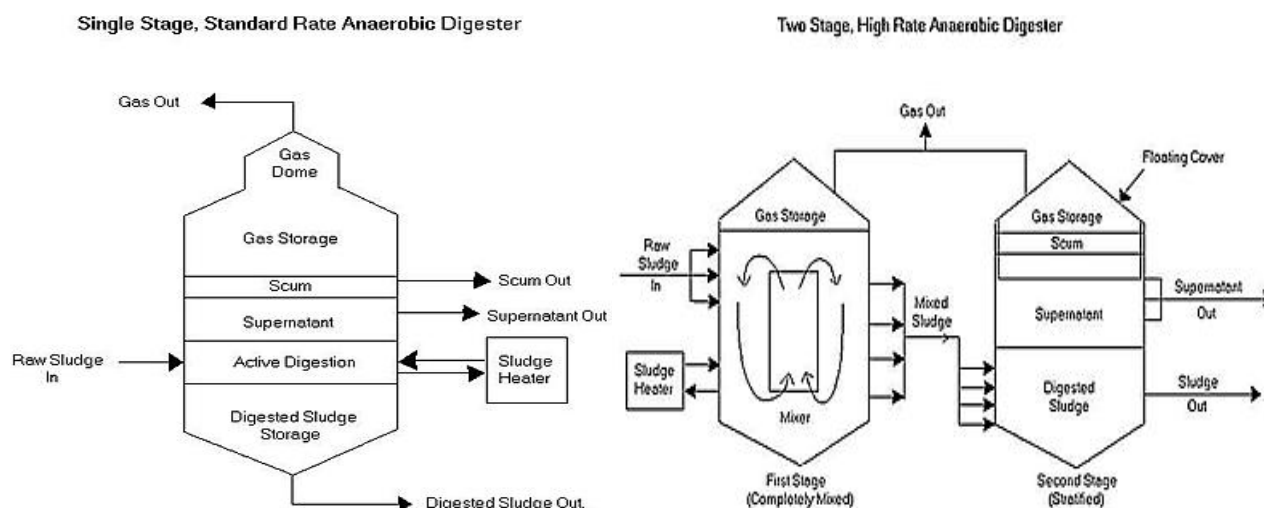 Single Stage, Standard Rate Anaerobic Digester
Gas Out
Gas
Dome
Gas Storage
Scum
Scum Out
Supernatant
Supernatant Out
Raw Sludge
In
Active Digestion
Sludge
Heater
Digested Sludge
Storage
Digested Sludge Out.
Two Stage, High Rate Anaerobic Digester
Gas Out
Floating Cover
Gas Storage
Raw
Sludge
In
Sludge
Heater
Mixer
Mixed
Sludge
First Stage
(Completely Mixed)
Gas Storage
Scum
Supernatant
Supernatant
Out
Digested
Sludge
Sludge
Out
Second Stage
(Stratified)